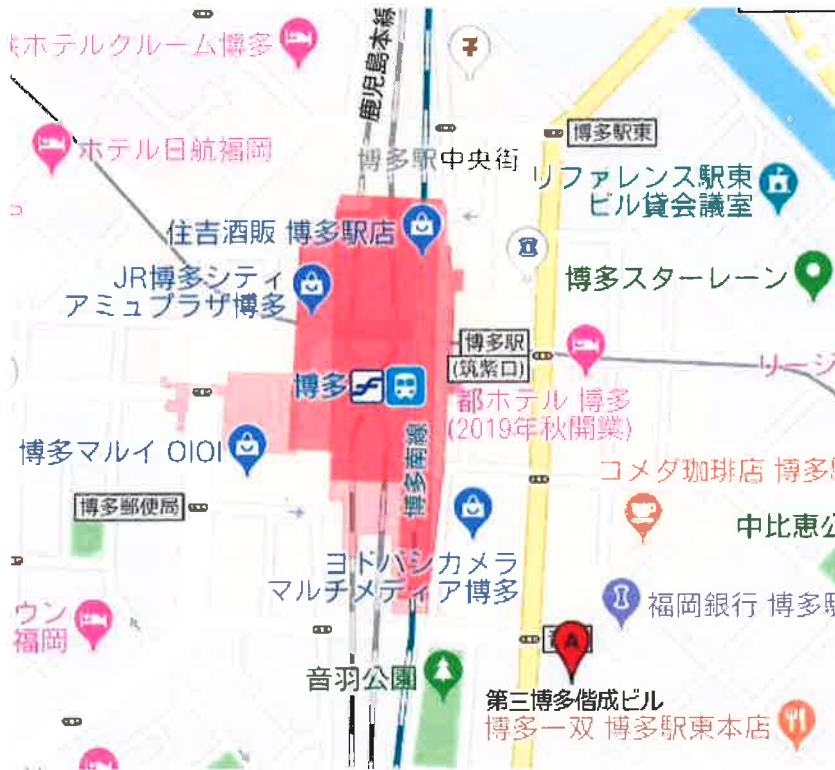 ホテルクルーム博多
鹿児島本線
ホテル日航福岡
博多駅中央街
博多駅東
リファレンス駅東
ビル貸会議室
住吉酒販 博多駅店
JR博多シティ
アミュプラザ博多
博多スターレーン
博多駅
(筑紫口)
リージ
博多
都ホテル 博多
(2019年秋開業)
博多南線
博多マルイ OIOI
コメダ珈琲店 博多
博多郵便局
中比恵公
ヨドバシカメラ
マルチメディア博多
ウン
福岡
福岡銀行 博多
A
音羽公園
第三博多偕成ビル
博多一双 博多駅東本店